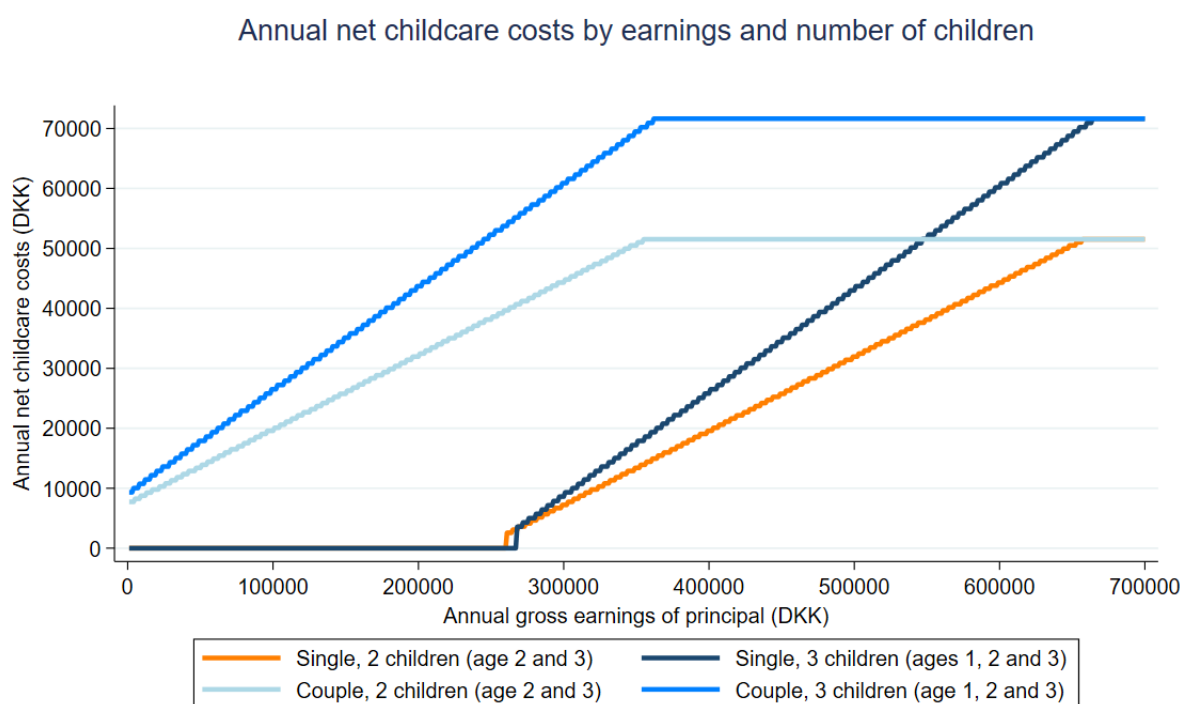 Annual net childcare costs by earnings and number of children
Annual net childcare costs (DKK)
70000
60000
50000
40000
30000
20000
10000
0
0 100000 200000 300000 400000 500000 600000 700000
Annual gross earnings of principal (DKK)
Single, 2 children (age 2 and 3) Single, 3 children (ages 1, 2 and 3)
Couple, 2 children (age 2 and 3) Couple, 3 children (age 1, 2 and 3)